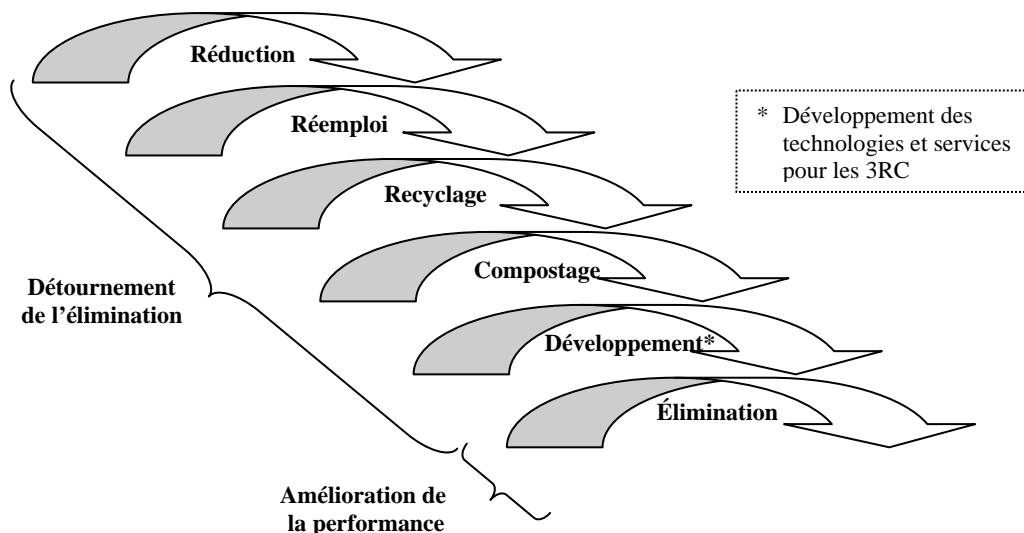 Réduction
Réemploi
* Développement des
technologies et services
pour les 3RC
Recyclage
Compostage
Détournement
de l’élimination
Développement*
Élimination
Amélioration de
la performance